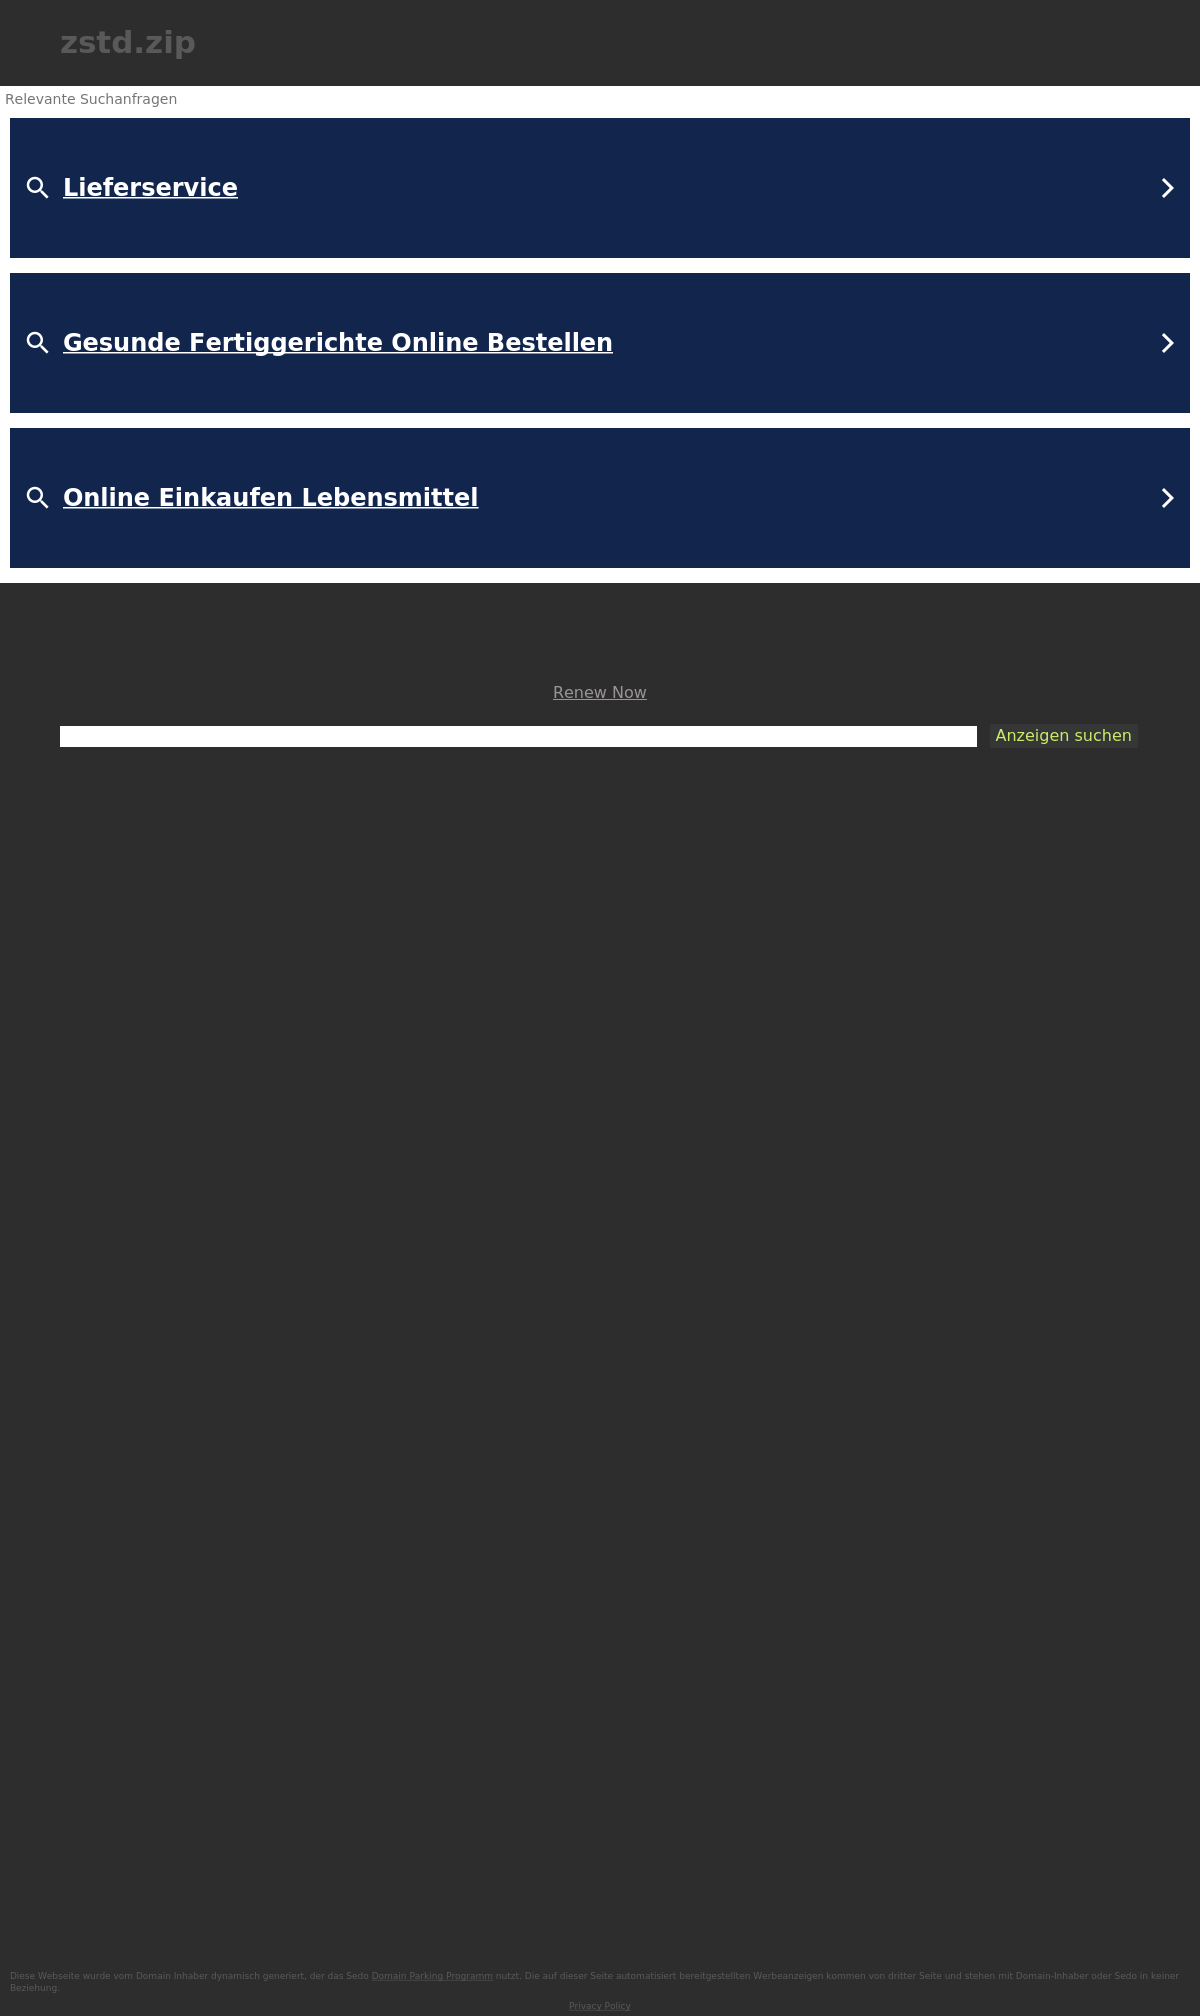 zstd.zip
Relevante Suchanfragen
Lieferservice
Gesunde Fertiggerichte Online Bestellen
Online Einkaufen Lebensmittel
Renew Now
Anzeigen suchen
Diese Webseite wurde vom Domain Inhaber dynamisch generiert, der das Sedo Domain Parking Programm nutzt. Die auf dieser Seite automatisiert bereitgestellten Werbeanzeigen kommen von dritter Seite und stehen mit Domain-Inhaber oder Sedo in keiner
Beziehung.
Privacy Policy